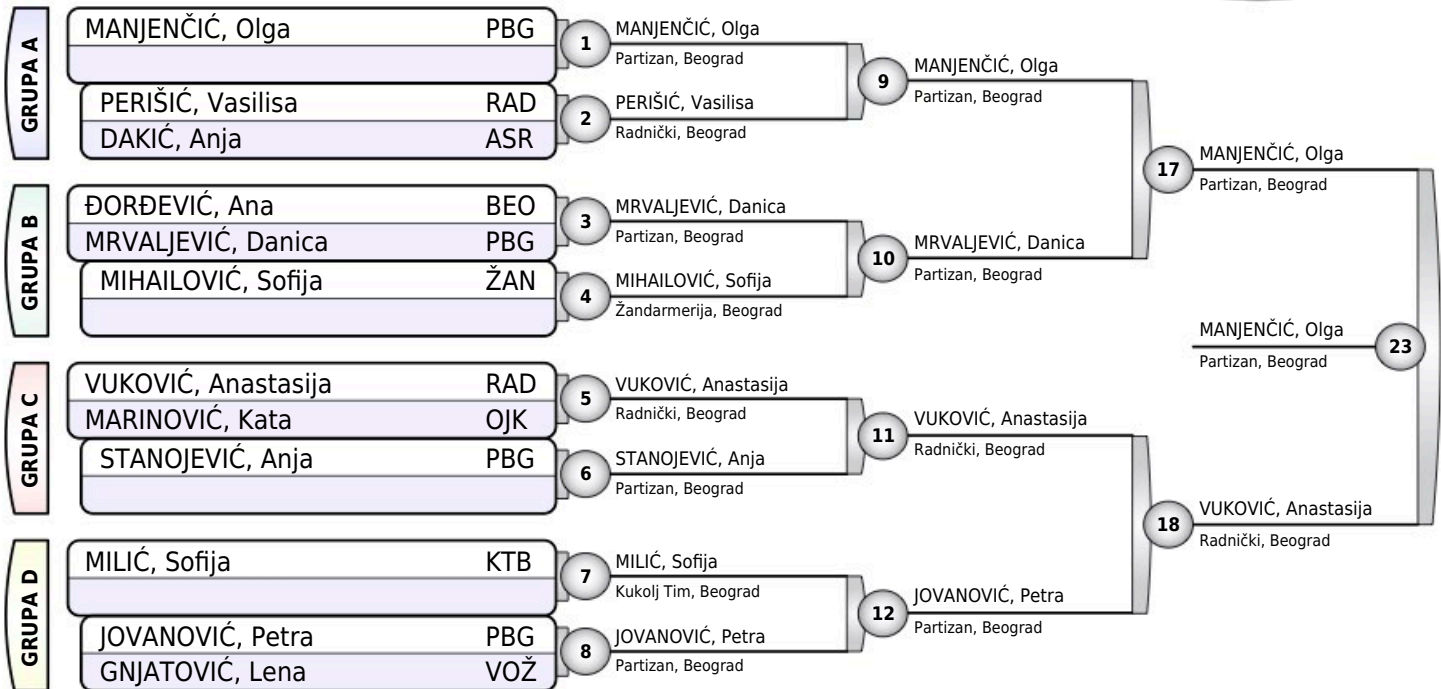 GRUPA A
MANJENČIĆ, Olga PBG
PERIŠIĆ, Vasilisa RAD
DAKIĆ, Anja ASR
GRUPA B
ĐORĐEVIĆ, Ana BEO
MRVALJEVIĆ, Danica PBG
MIHAILOVIĆ, Sofija ŽAN
GRUPA C
VUKOVIĆ, Anastasija RAD
MARINOVIĆ, Kata OJK
STANOJEVIĆ, Anja PBG
GRUPA D
MILIĆ, Sofija KTB
JOVANOVIĆ, Petra PBG
GNJATOVIĆ, Lena VOŽ
1
MANJENČIĆ, Olga
Partizan, Beograd
2
PERIŠIĆ, Vasilisa
Radnički, Beograd
3
MRVALJEVIĆ, Danica
Partizan, Beograd
4
MIHAILOVIĆ, Sofija
Žandarmerija, Beograd
5
VUKOVIĆ, Anastasija
Radnički, Beograd
6
STANOJEVIĆ, Anja
Partizan, Beograd
7
MILIĆ, Sofija
Kukolj Tim, Beograd
8
JOVANOVIĆ, Petra
Partizan, Beograd
9
MANJENČIĆ, Olga
Partizan, Beograd
10
MRVALJEVIĆ, Danica
Partizan, Beograd
11
VUKOVIĆ, Anastasija
Radnički, Beograd
12
JOVANOVIĆ, Petra
Partizan, Beograd
17
MANJENČIĆ, Olga
Partizan, Beograd
18
VUKOVIĆ, Anastasija
Radnički, Beograd
MANJENČIĆ, Olga
Partizan, Beograd
23